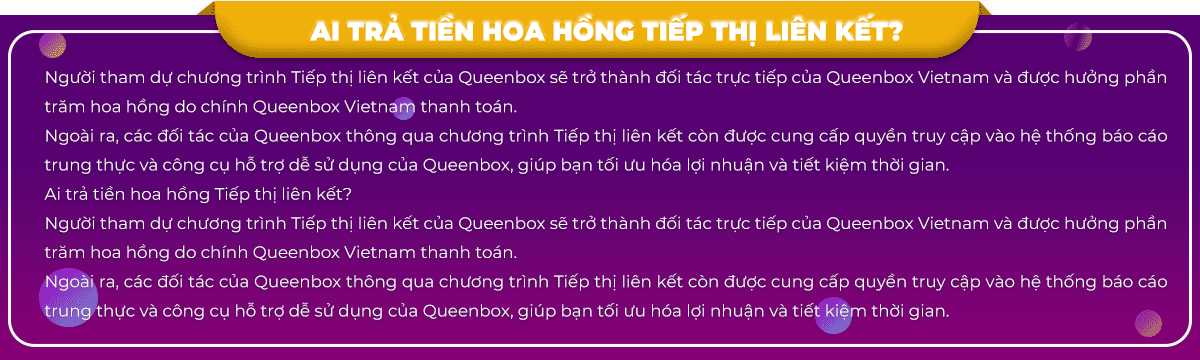 AI TRẢ TIỀN HOA HỒNG TIẾP THỊ LIÊN KẾT?
Người tham dự chương trình Tiếp thị liên kết của Queenbox sẽ trở thành đối tác trực tiếp của Queenbox Vietnam và được hưởng phần
trăm hoa hồng do chính Queenbox Vietnam thanh toán.
Ngoài ra, các đối tác của Queenbox thông qua chương trình Tiếp thị liên kết còn được cung cấp quyền truy cập vào hệ thống báo cáo
trung thực và công cụ hỗ trợ dễ sử dụng của Queenbox, giúp bạn tối ưu hóa lợi nhuận và tiết kiệm thời gian.
Ai trả tiền hoa hồng Tiếp thị liên kết?
Người tham dự chương trình Tiếp thị liên kết của Queenbox sẽ trở thành đối tác trực tiếp của Queenbox Vietnam và được hưởng phần
trăm hoa hồng do chính Queenbox Vietnam thanh toán.
Ngoài ra, các đối tác của Queenbox thông qua chương trình Tiếp thị liên kết còn được cung cấp quyền truy cập vào hệ thống báo cáo
trung thực và công cụ hỗ trợ dễ sử dụng của Queenbox, giúp bạn tối ưu hóa lợi nhuận và tiết kiệm thời gian.